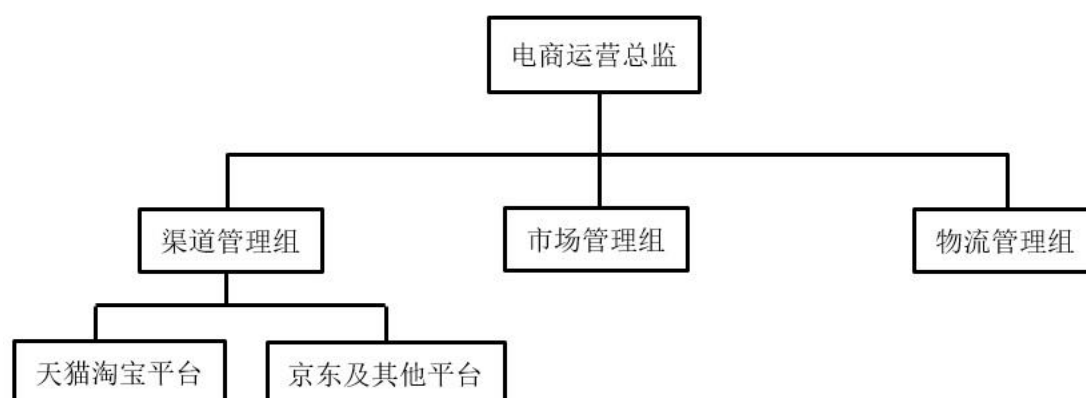 电商运营总监
渠道管理组
市场管理组
物流管理组
天猫淘宝平台
京东及其他平台